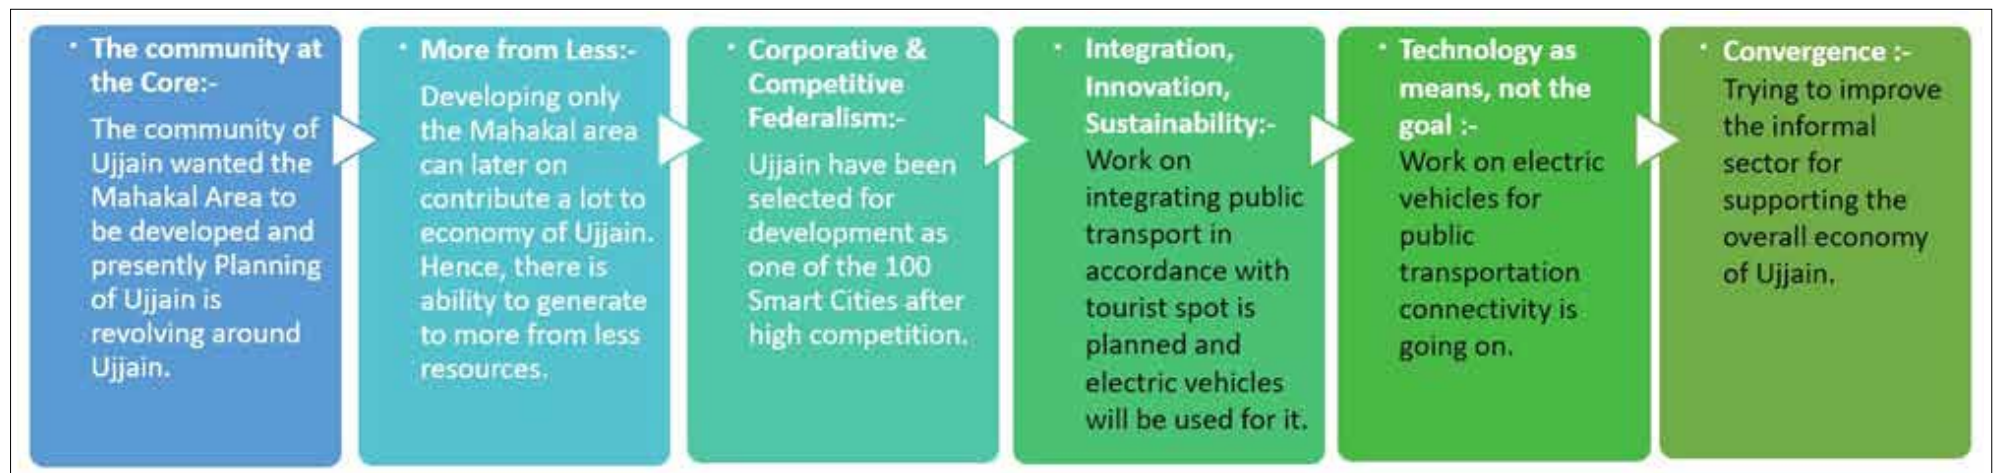 · The community at
the Core:-
The community of
Ujjain wanted the
Mahakal Area to
be developed and
presently Planning
of Ujjain is
revolving around
Ujjain.
· More from Less:-
Developing only
the Mahakal area
can later on
contribute a lot to
economy of Ujjain.
Hence, there is
ability to generate
to more from less
resources.
· Corporative &
Competitive
Federalism:-
Ujjain have been
selected for
development as
one of the 100
Smart Cities after
high competition.
· Integration,
Innovation,
Sustainability:-
Work on
integrating public
transport in
accordance with
tourist spot is
planned and
electric vehicles
will be used for it.
· Technology as
means, not the
goal :-
Work on electric
vehicles for
public
transportation
connectivity is
going on.
· Convergence :-
Trying to improve
the informal
sector for
supporting the
overall economy
of Ujjain.